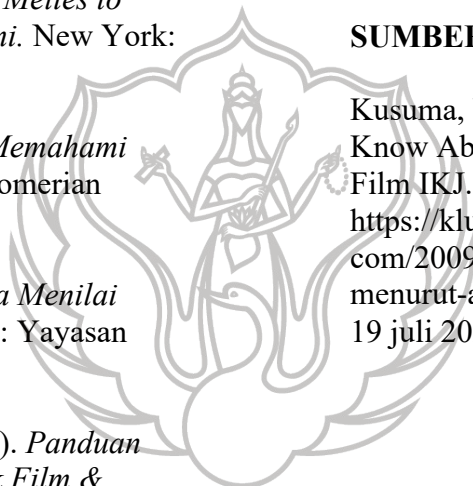 Melies to
ni. New York:
Memahami
omerian
a Menilai
: Yayasan
). Panduan
Film &
SUMBER
Kusuma,
Know Ab
Film IKJ.
https://klu
com/2009
menurut-a
19 juli 20